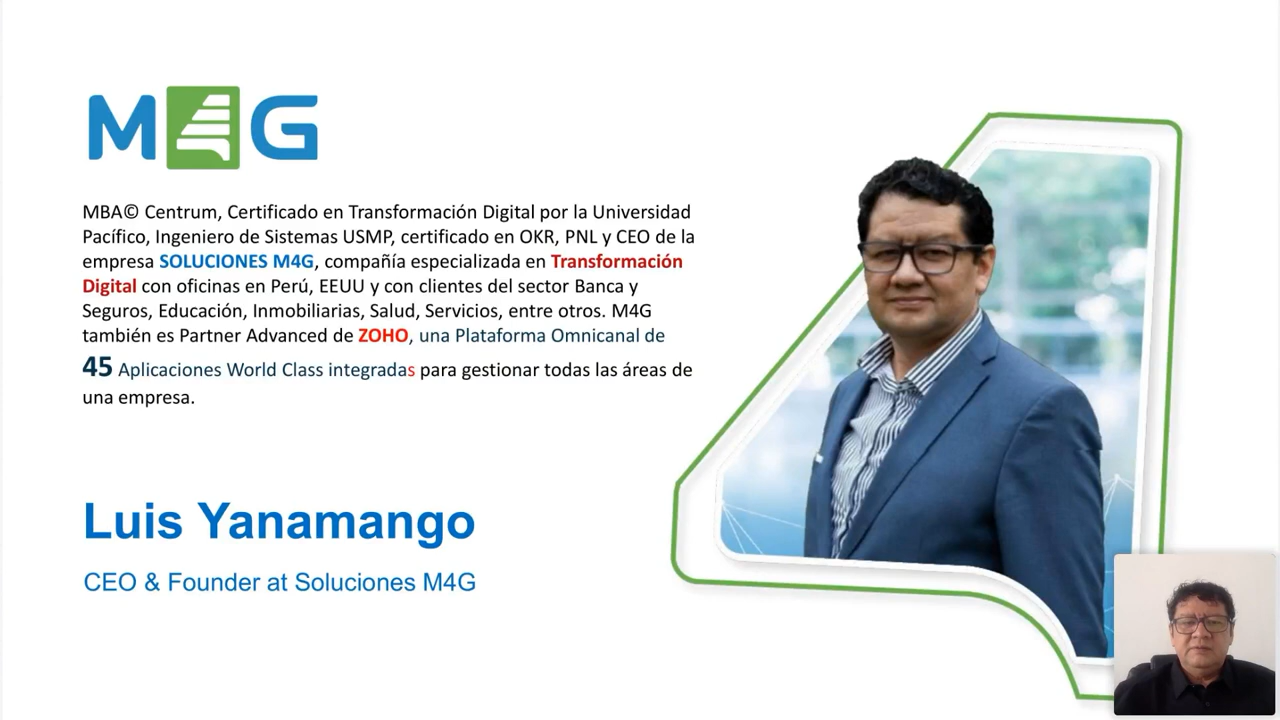 M4G
MBA© Centrum, Certificado en Transformación Digital por la Universidad
Pacífico, Ingeniero de Sistemas USMP, certificado en OKR, PNL y CEO de la
empresa SOLUCIONES M4G, compañía especializada en Transformación
Digital con oficinas en Perú, EEUU y con clientes del sector Banca y
Seguros, Educación, Inmobiliarias, Salud, Servicios, entre otros. M4G
también es Partner Advanced de ZOHO, una Plataforma Omnicanal de
45 Aplicaciones World Class integradas para gestionar todas las áreas de
una empresa.
Luis Yanamango
CEO & Founder at Soluciones M4G